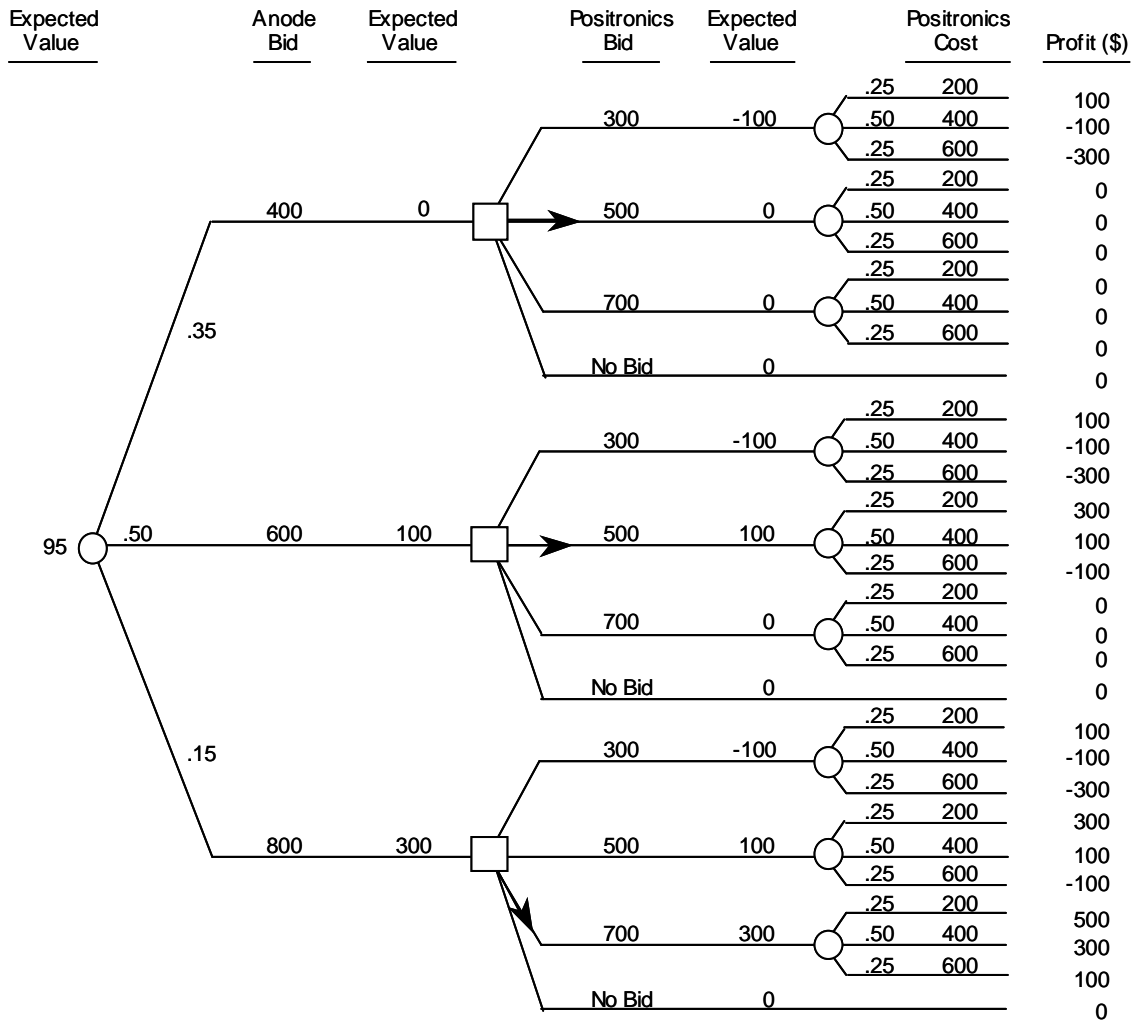 Expected Anode Expected Positronics Expected Positronics
Value Bid Value Bid Value Cost Profit ($)
.25 200 100
300 -100 .50 400 -100
.25 600 -300
.25 200 0
400 0 500 0 .50 400 0
.25 600 0
.25 200 0
700 0 .50 400 0
.35
.25 600 0
No Bid 0 0
.25 200 100
300 -100 .50 400 -100
.25 600 -300
.25 200 300
95 .50 600 100 500 100 .50 400 100
.25 600 -100
.25 200 0
700 0 .50 400 0
.25 600 0
No Bid 0 0
.25 200 100
.15
300 -100 .50 400 -100
.25 600 -300
.25 200 300
800 300 500 100 .50 400 100
.25 600 -100
.25 200 500
700 300 .50 400 300
.25 600 100
No Bid 0 0